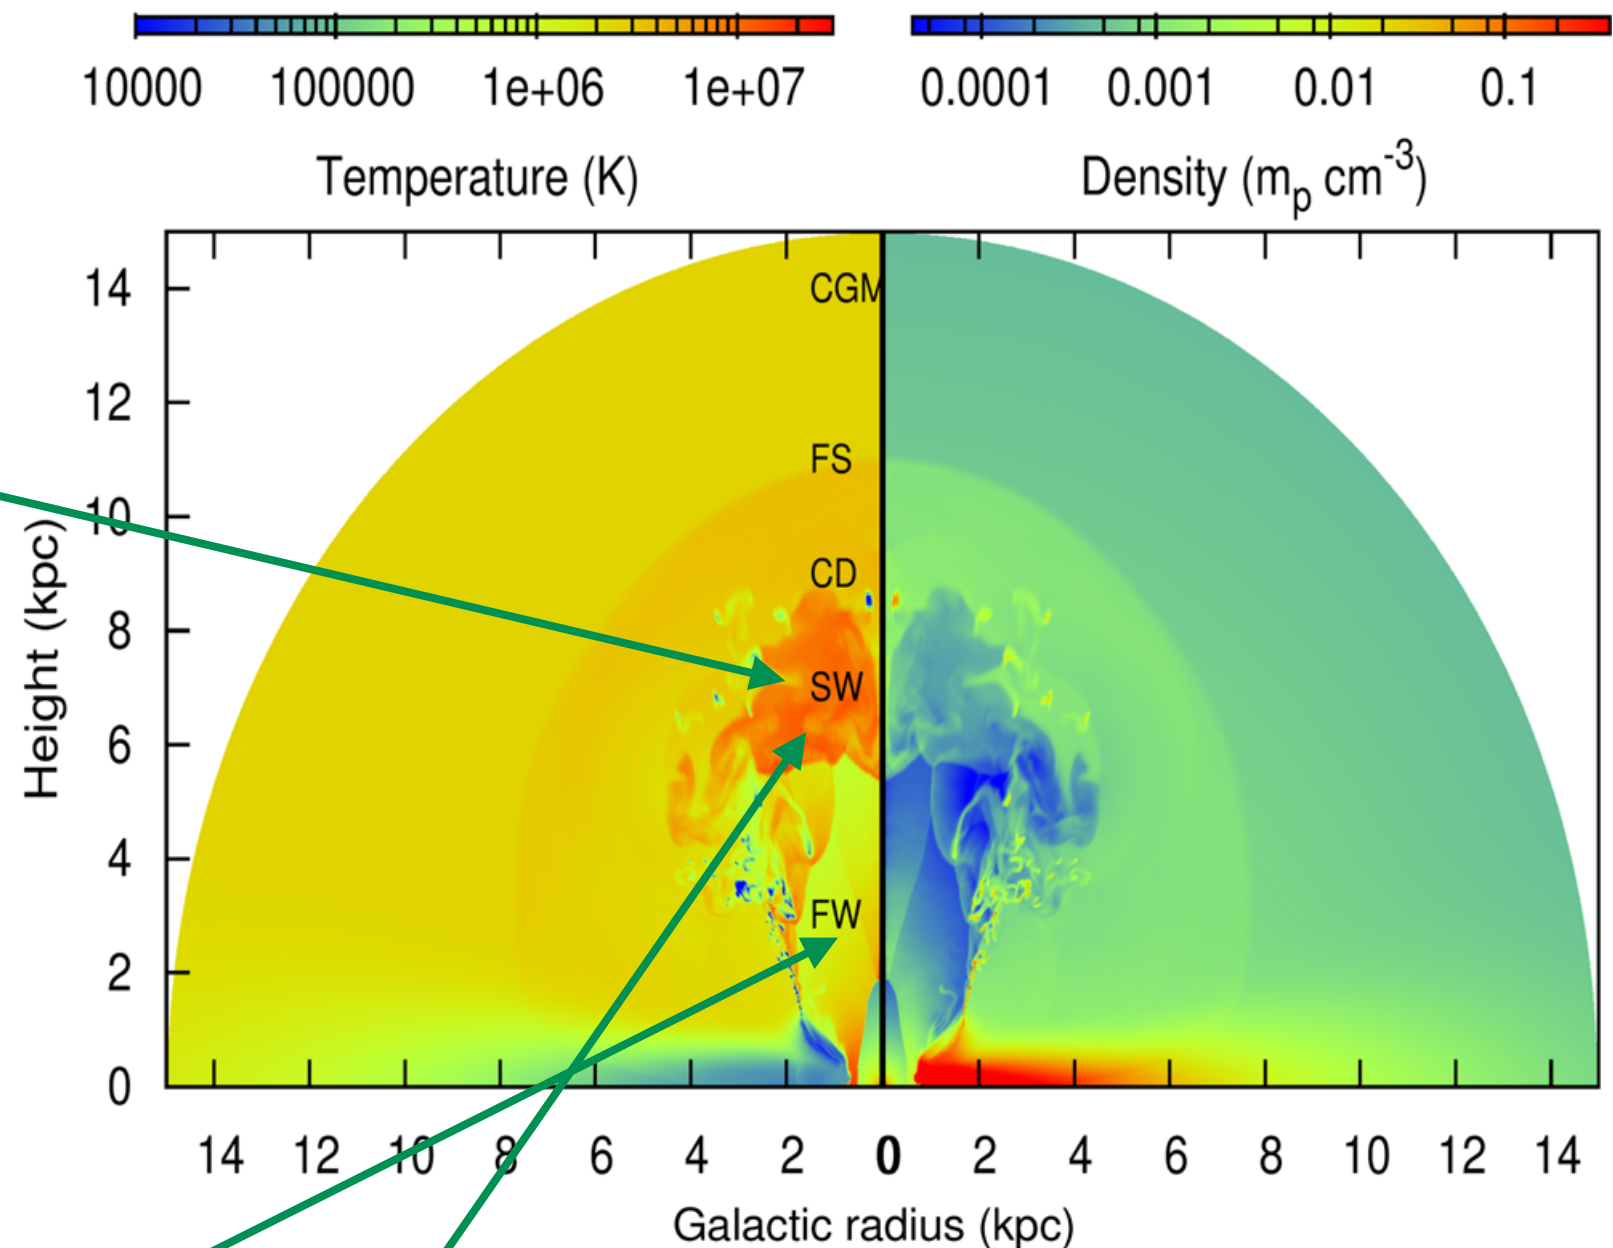 10000 100000 1e+06 1e+07 0.0001 0.001 0.01 0.1
Temperature (K) Density (mp cm-3)
14 CGM
12
FS
10
CD
8
SW
6
4
FW
2
0
14 12 10 8 6 4 2 0 2 4 6 8 10 12 14
Height (kpc)
Galactic radius (kpc)